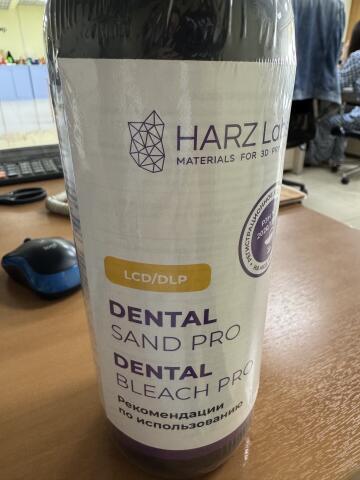 HARZ Lab
MATERIALS FOR 3D
LCD/DLP
DENTAL
SAND PRO
DENTAL
BLEACH PRO
Рекомендации
по использованию